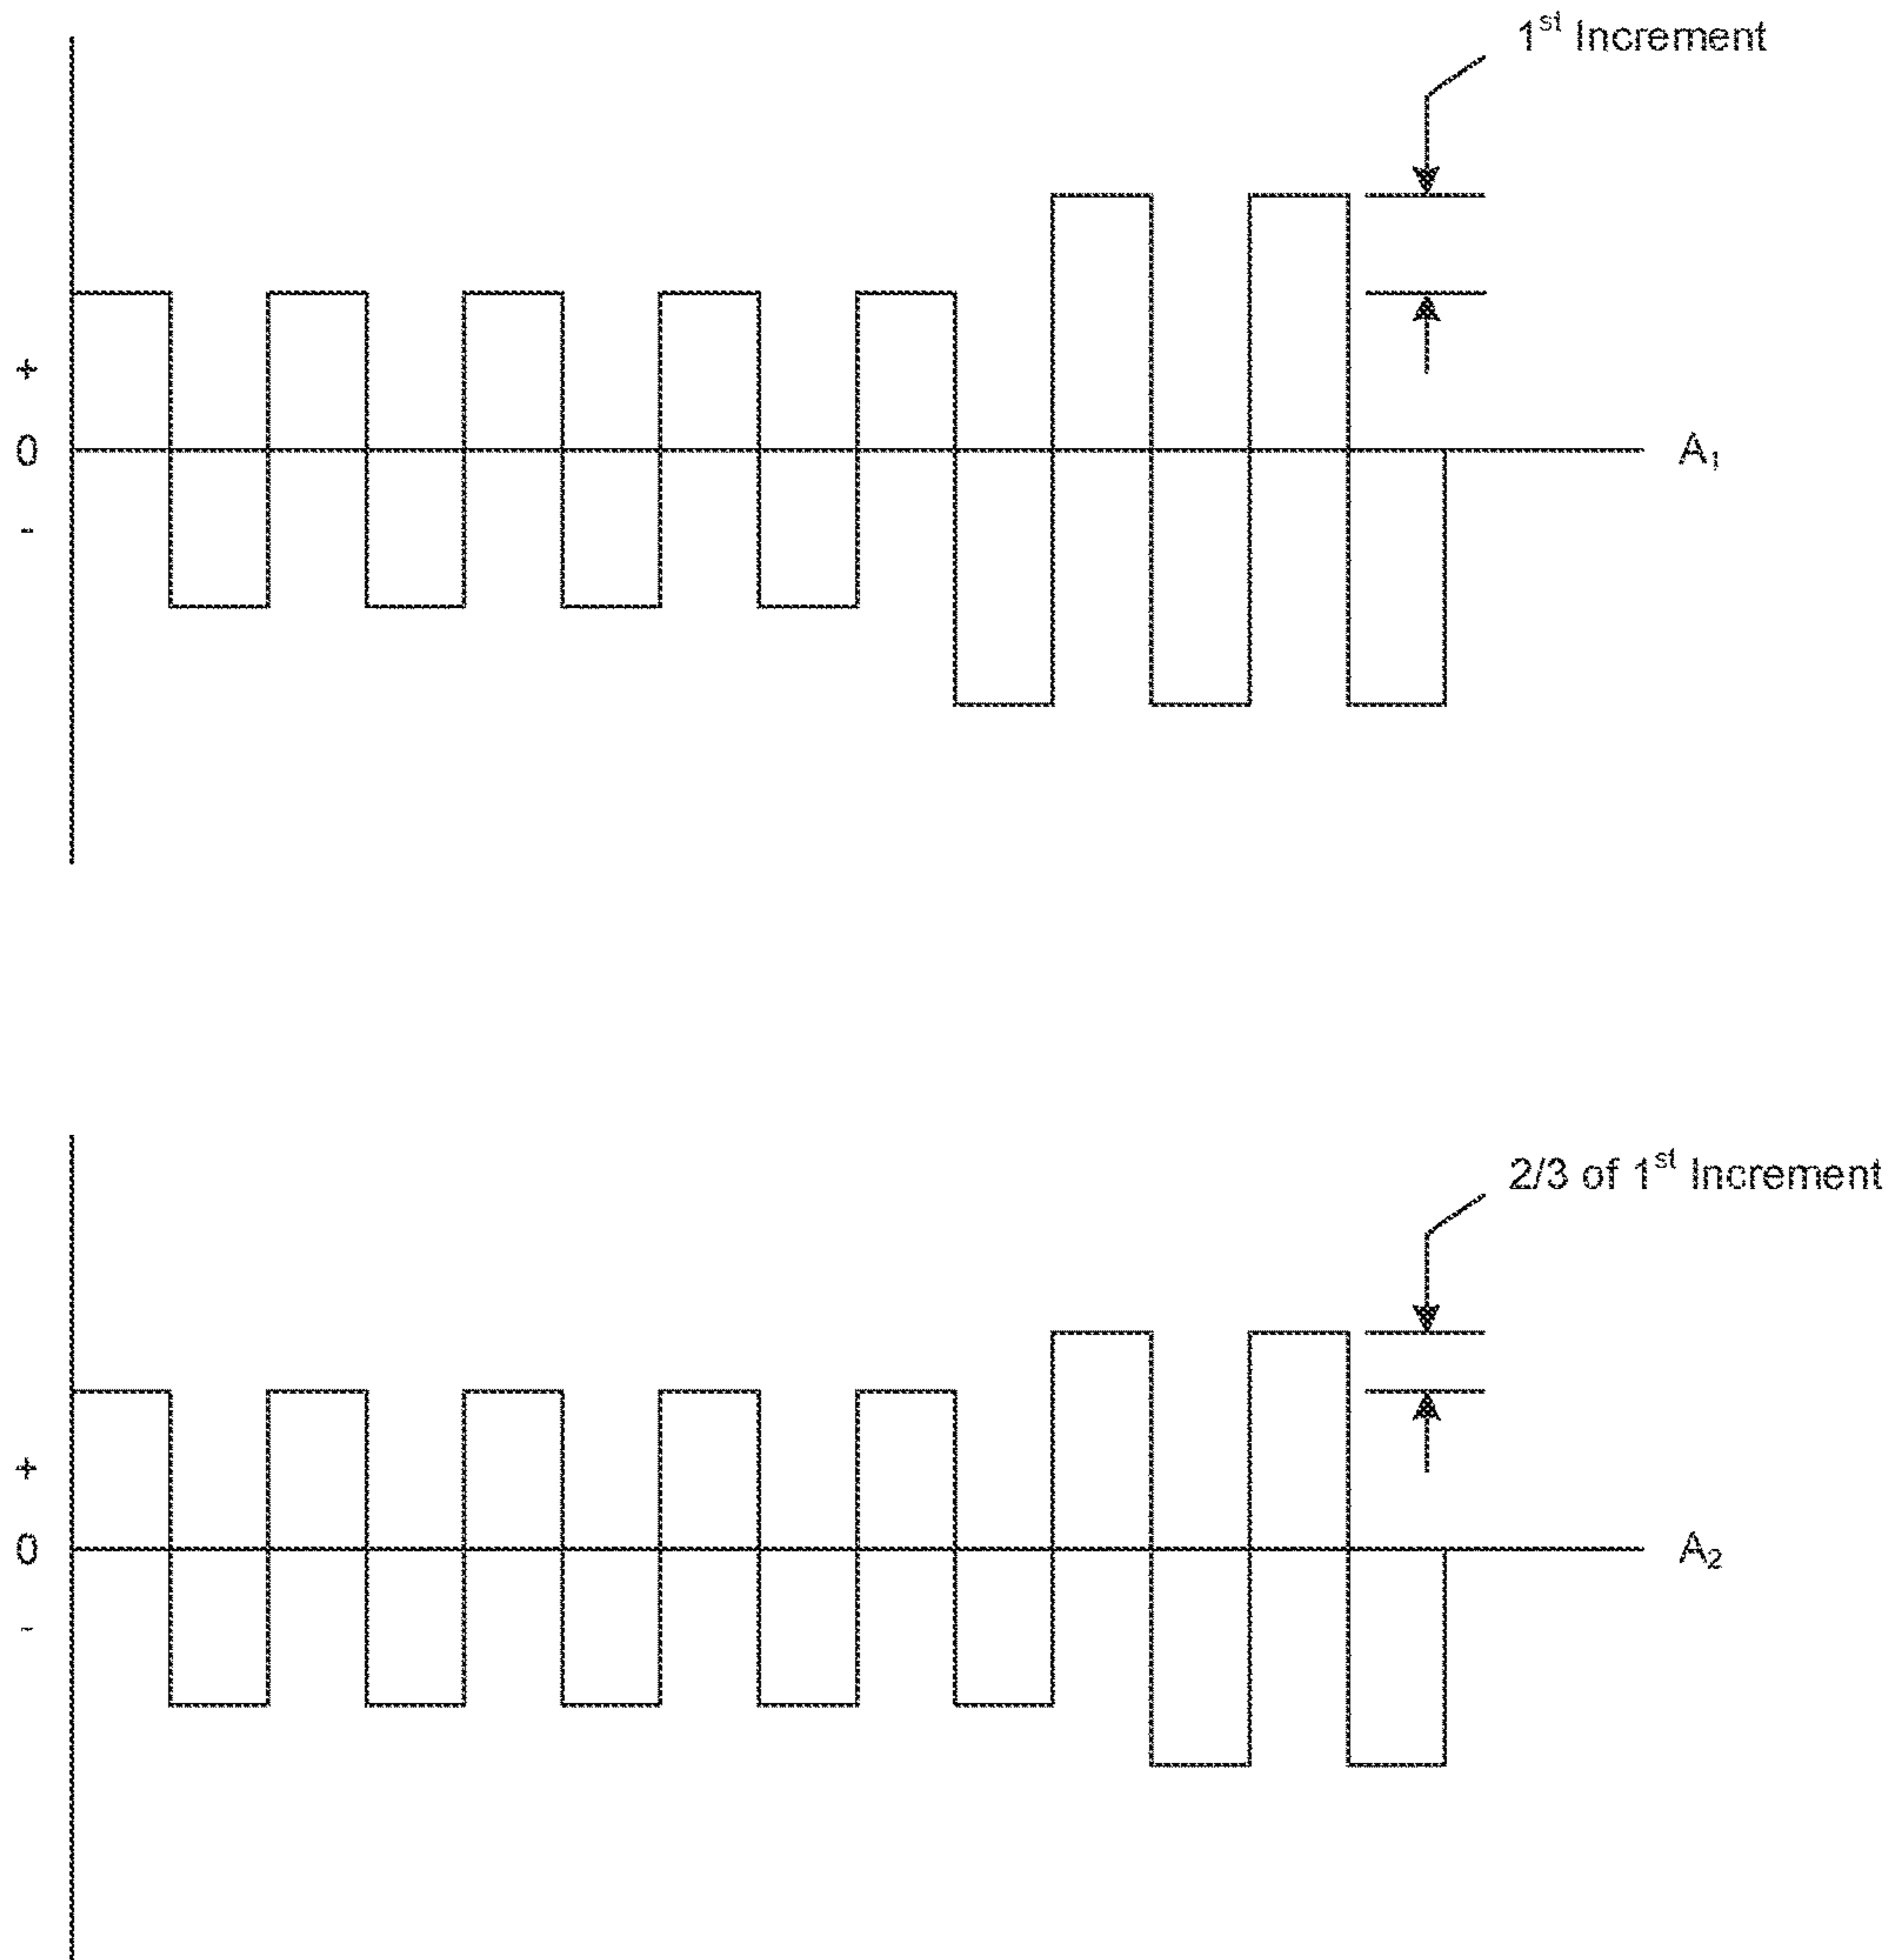 1st Increment
+
0
-
A1
2/3 of 1st Increment
+
0
-
A2